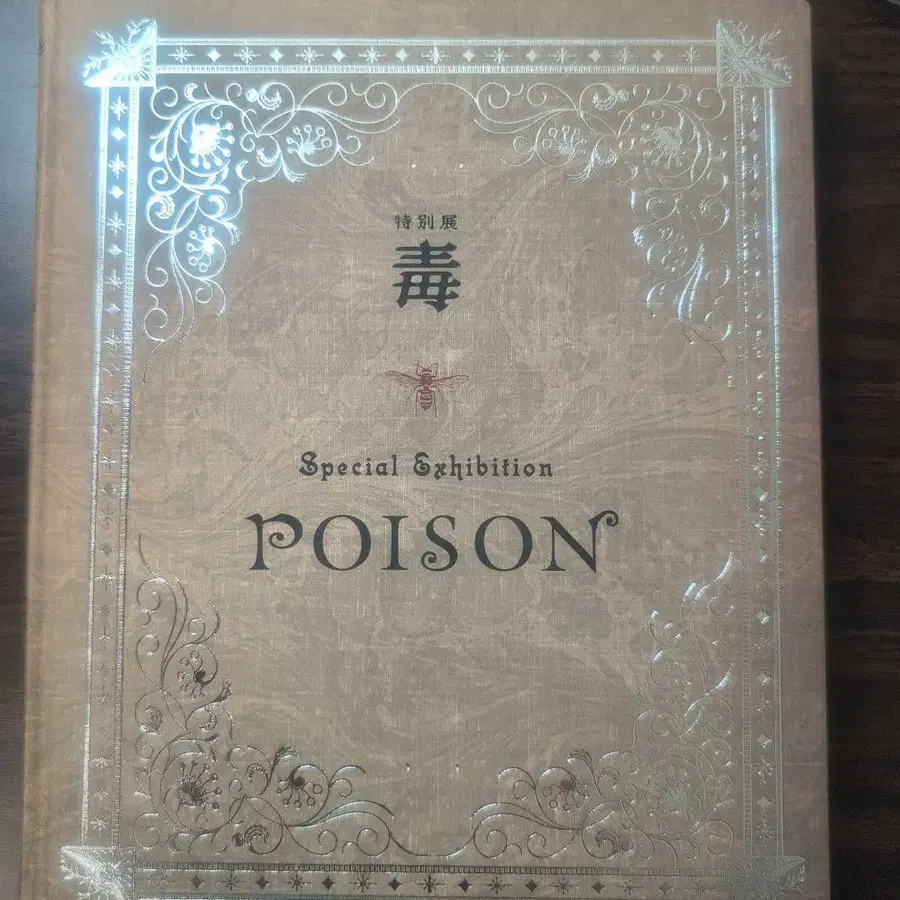 特別展
毒
Special Exhibition
POISON